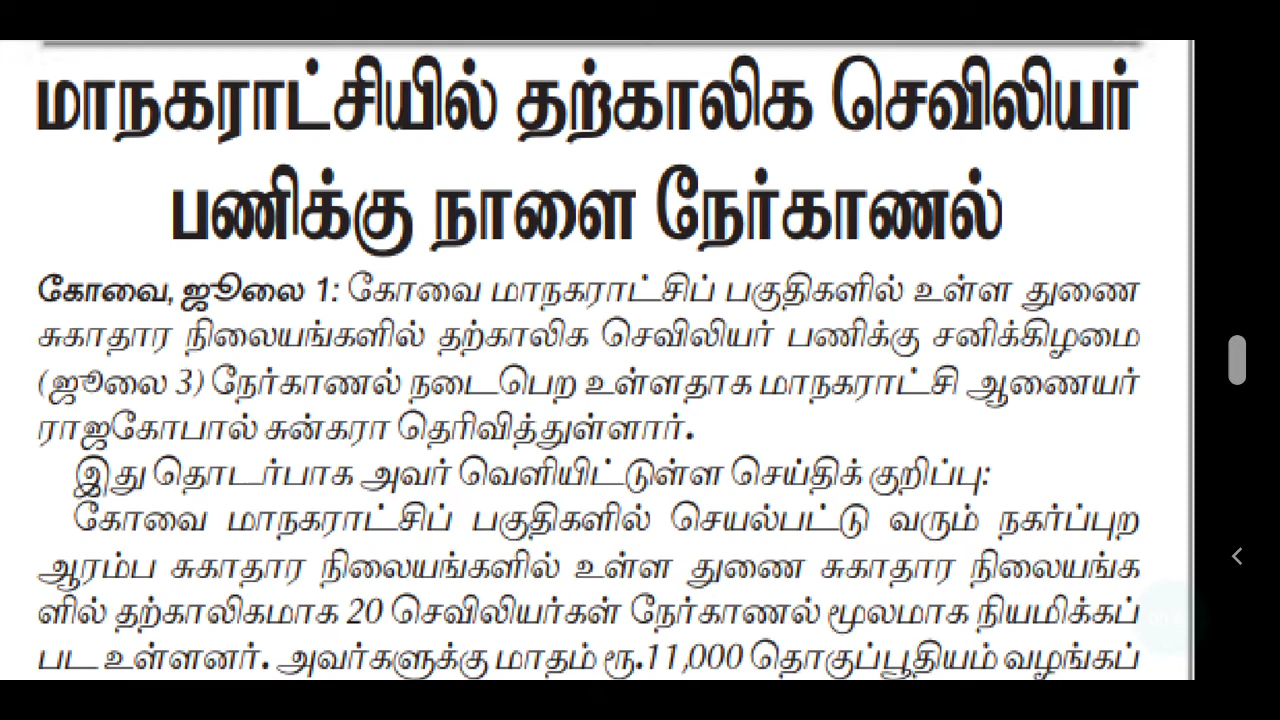 மாநகராட்சியில் தற்காலிக செவிலியர்
பணிக்கு நாளை நேர்காணல்
கோவை, ஜூலை 1: கோவை மாநகராட்சிப் பகுதிகளில் உள்ள துணை
சுகாதார நிலையங்களில் தற்காலிக செவிலியர் பணிக்கு சனிக்கிழமை
(ஜூலை 3) நேர்காணல் நடைபெற உள்ளதாக மாநகராட்சி ஆணையர்
ராஜகோபால் சுன்கரா தெரிவித்துள்ளார்.
இது தொடர்பாக அவர் வெளியிட்டுள்ள செய்திக் குறிப்பு:
கோவை மாநகராட்சிப் பகுதிகளில் செயல்பட்டு வரும் நகர்ப்புற
ஆரம்ப சுகாதார நிலையங்களில் உள்ள துணை சுகாதார நிலையங்க
ளில் தற்காலிகமாக 20 செவிலியர்கள் நேர்காணல் மூலமாக நியமிக்கப்
பட உள்ளனர். அவர்களுக்கு மாதம் ரூ.11,000 தொகுப்பூதியம் வழங்கப்